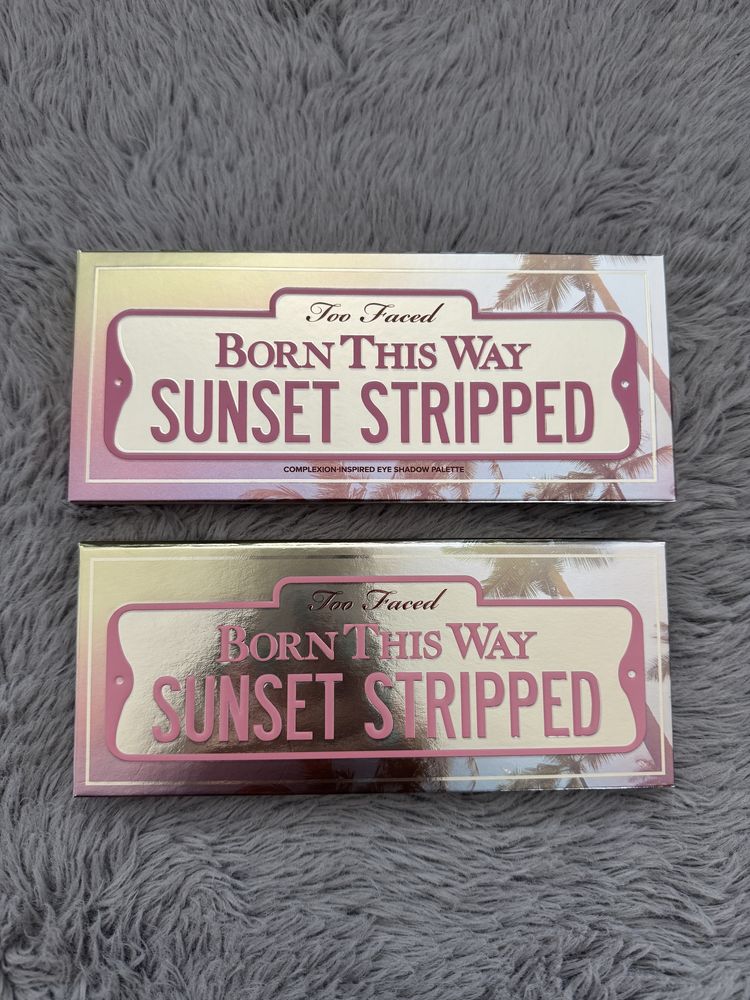 Too Faced
BORN THIS WAY
SUNSET STRIPPED
COMPLEXION-INSPIRED EYE SHADOW PALETTE
Too Faced
BORN THIS WAY
SUNSET STRIPPED